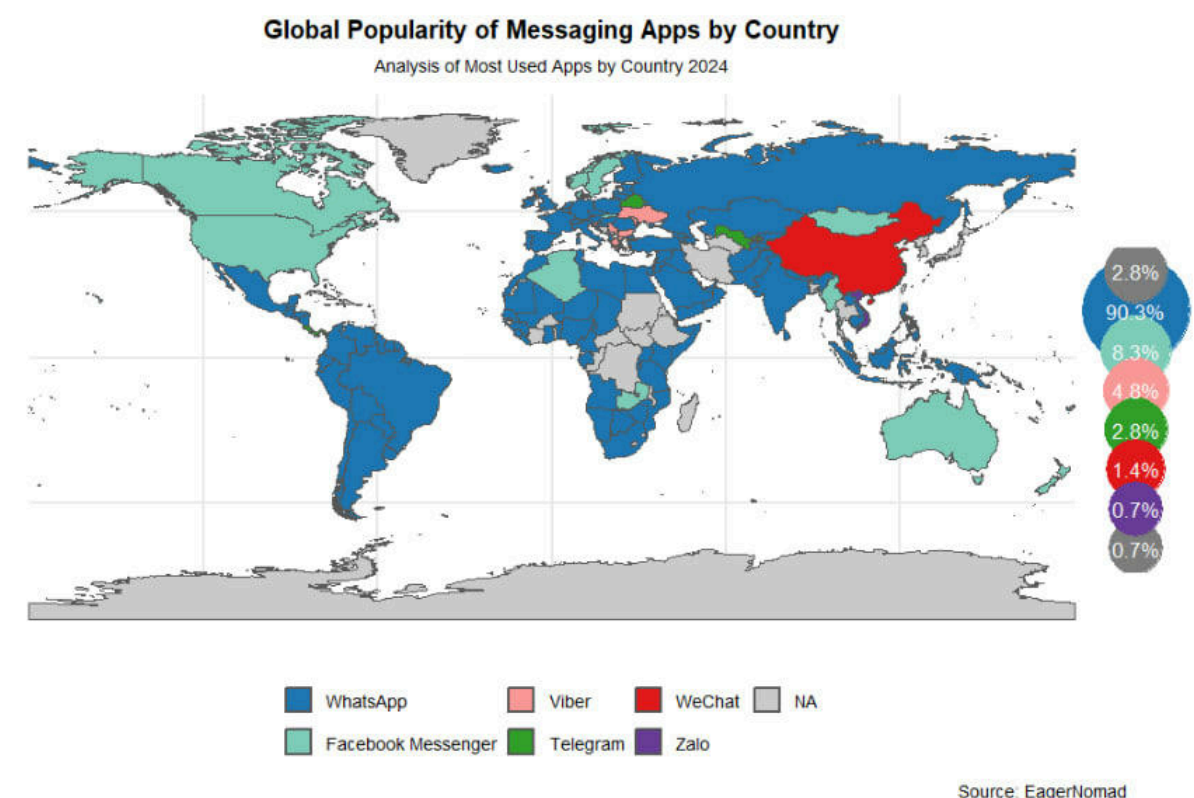 Global Popularity of Messaging Apps by Country
Analysis of Most Used Apps by Country 2024
2.8%
90.3%
8.3%
4.8%
2.8%
1.4%
0.7%
0.7%
WhatsApp
Viber
WeChat
NA
Facebook Messenger
Telegram
Zalo
Source: EagerNomad